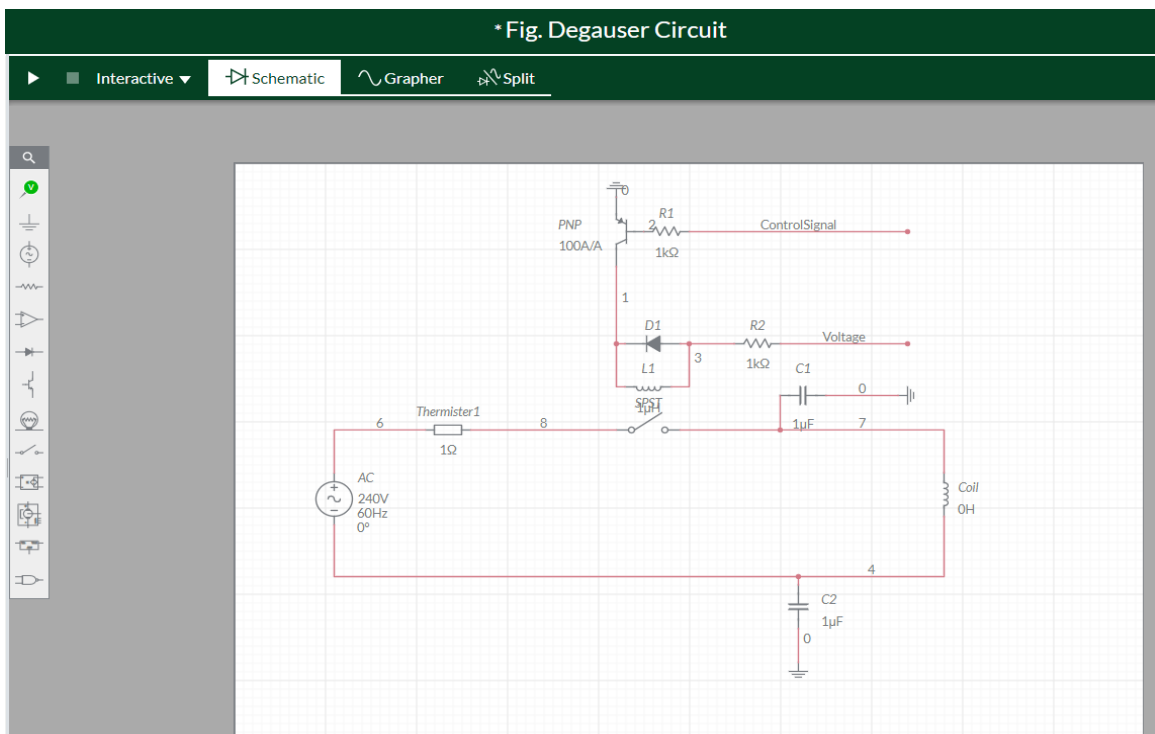 * Fig. Degauser Circuit
Interactive Schematic Grapher Split
0
PNP
100A/A
2
R1
1kΩ
ControlSignal
1
D1
R2
1kΩ
Voltage
3
L1
1μH
SPST
C1
1μF
0
6
Thermister1
1Ω
8
7
AC
240V
60Hz
0º
Coil
0H
4
C2
1μF
0
V